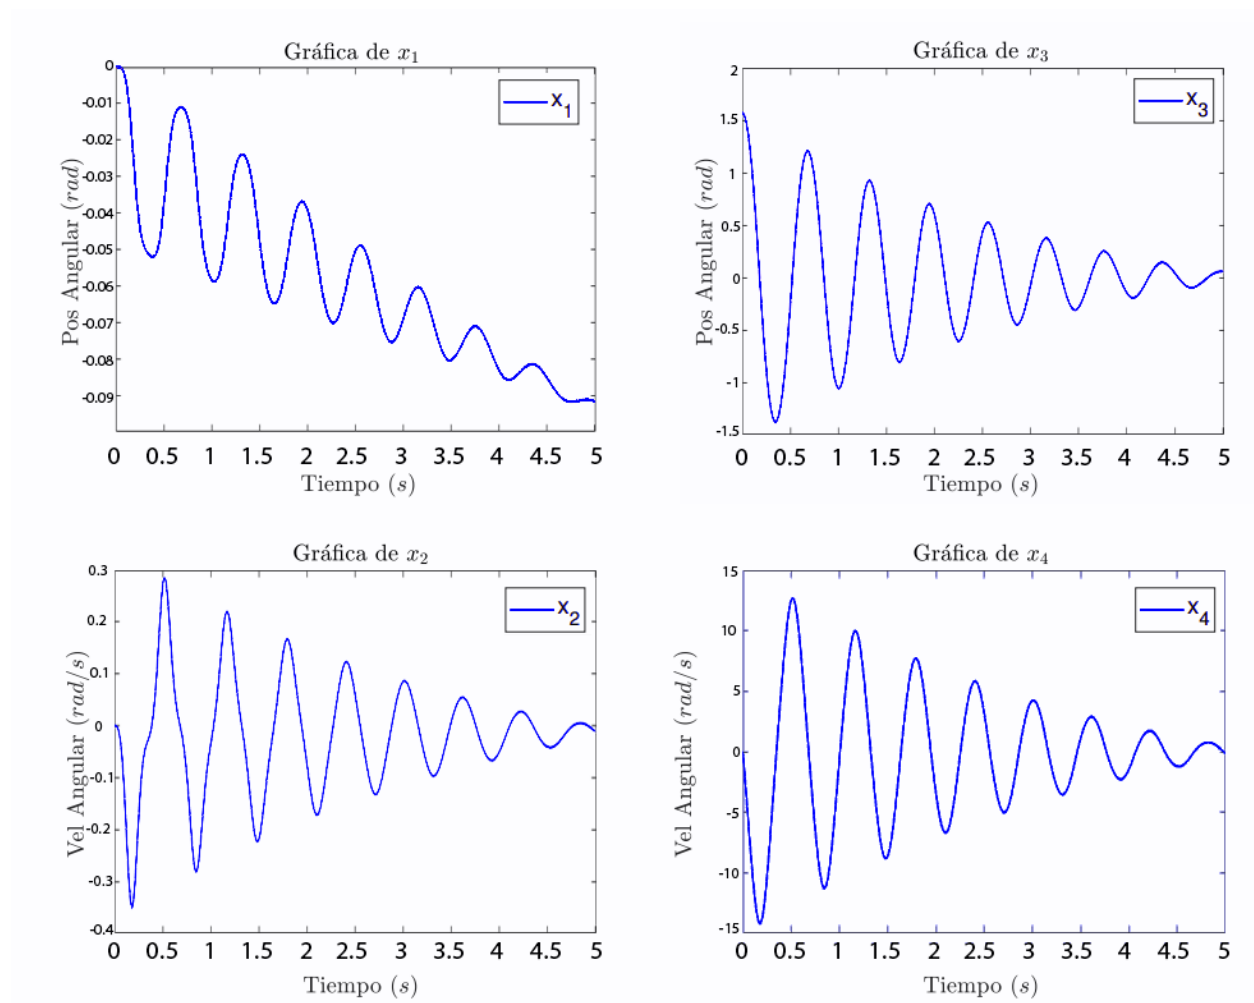 Gráfica de x₁
x₁
0
-0.01
-0.02
-0.03
-0.04
-0.05
-0.06
-0.07
-0.08
-0.09
Pos Angular (rad)
0 0.5 1 1.5 2 2.5 3 3.5 4 4.5 5
Tiempo (s)
Gráfica de x₃
x₃
2
1.5
1
0.5
0
-0.5
-1
-1.5
Pos Angular (rad)
0 0.5 1 1.5 2 2.5 3 3.5 4 4.5 5
Tiempo (s)
Gráfica de x₂
x₂
0.3
0.2
0.1
0
-0.1
-0.2
-0.3
-0.4
Vel Angular (rad/s)
0 0.5 1 1.5 2 2.5 3 3.5 4 4.5 5
Tiempo (s)
Gráfica de x₄
x₄
15
10
5
0
-5
-10
-15
Vel Angular (rad/s)
0 0.5 1 1.5 2 2.5 3 3.5 4 4.5 5
Tiempo (s)